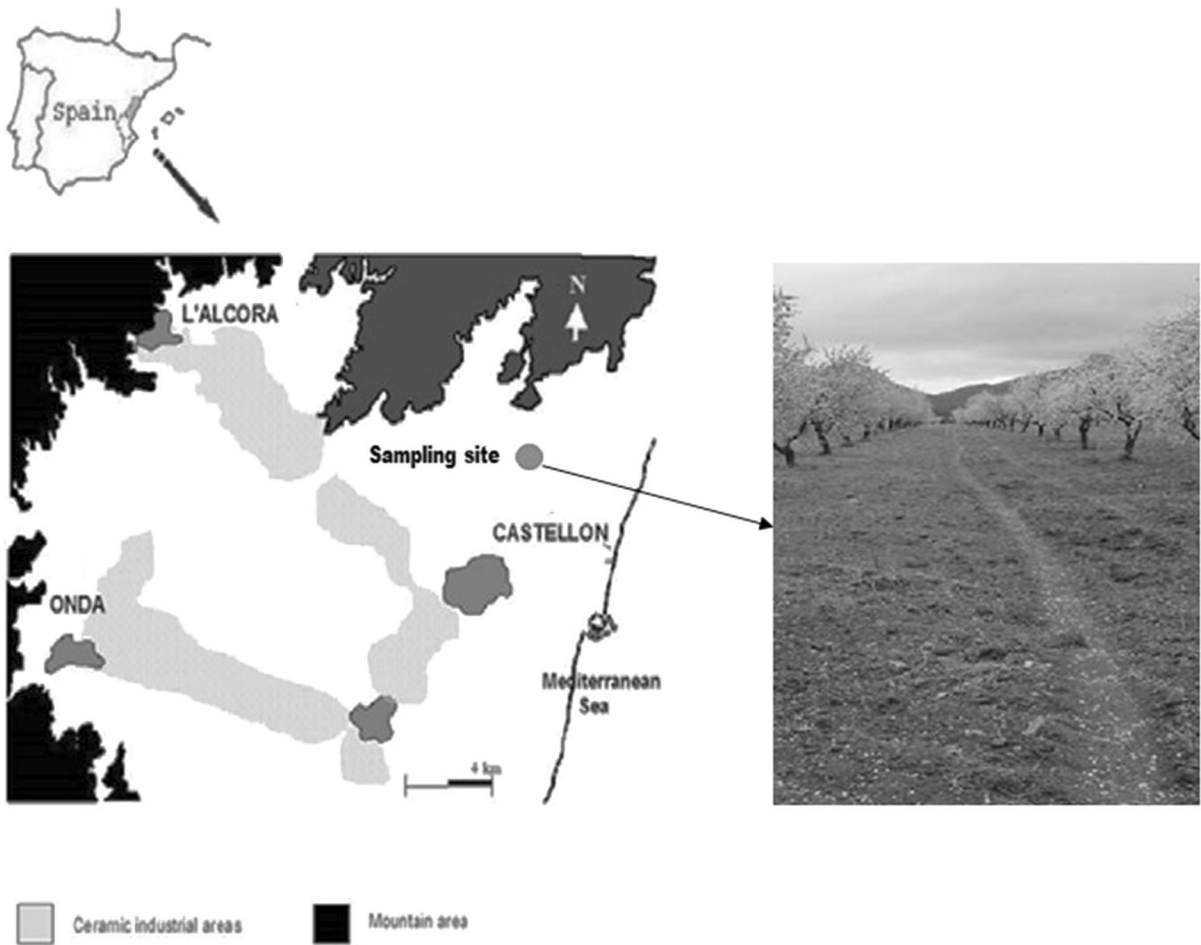 Spain
L'ALCORA
N
Sampling site
CASTELLON
ONDA
Mediterranean
Sea
4 km
Ceramic industrial areas
Mountain area